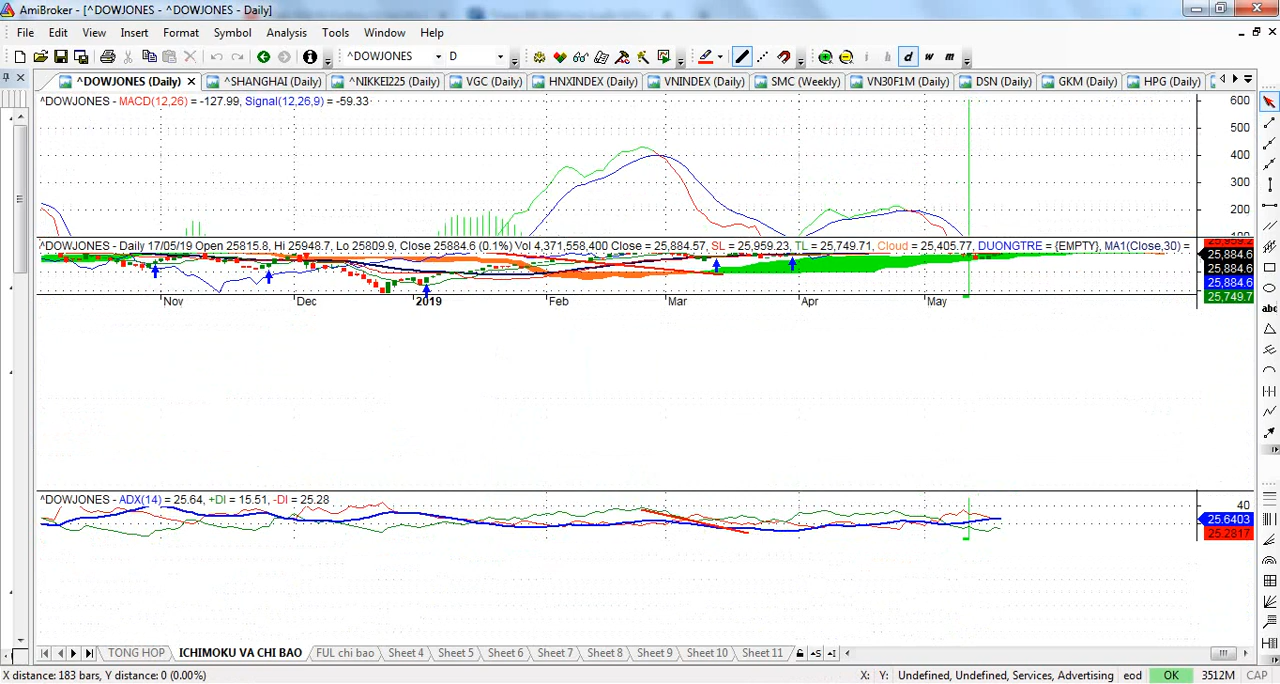 AmiBroker - [^DOWJONES - ^DOWJONES - Daily]
File Edit View Insert Format Symbol Analysis Tools Window Help
^DOWJONES D i h d w m
^DOWJONES (Daily) ^SHANGHAI (Daily) ^NIKKEI225 (Daily) VGC (Daily) HNXINDEX (Daily) VNINDEX (Daily) SMC (Weekly) VN30F1M (Daily) DSN (Daily) GKM (Daily) HPG (Daily)
^DOWJONES - MACD(12,26) = -127.99, Signal(12,26,9) = -59.33
600
500
400
300
200
100
^DOWJONES - Daily 17/05/19 Open 25815.8, Hi 25948.7, Lo 25809.9, Close 25884.6 (0.1%) Vol 4,371,558,400 Close = 25,884.57, SL = 25,959.23, TL = 25,749.71, Cloud = 25,405.77, DUONGTRE = {EMPTY}, MA1(Close,30) =
25,884.6
25,884.6
25,884.6
25,749.7
Nov Dec 2019 Feb Mar Apr May
^DOWJONES - ADX(14) = 25.64, +DI = 15.51, -DI = 25.28
40
25.6403
25.2817
abc
TONG HOP ICHIMOKU VA CHI BAO FUL chi bao Sheet 4 Sheet 5 Sheet 6 Sheet 7 Sheet 8 Sheet 9 Sheet 10 Sheet 11
X distance: 183 bars, Y distance: 0 (0.00%) X: Y: Undefined, Undefined, Services, Advertising eod OK 3512M CAP